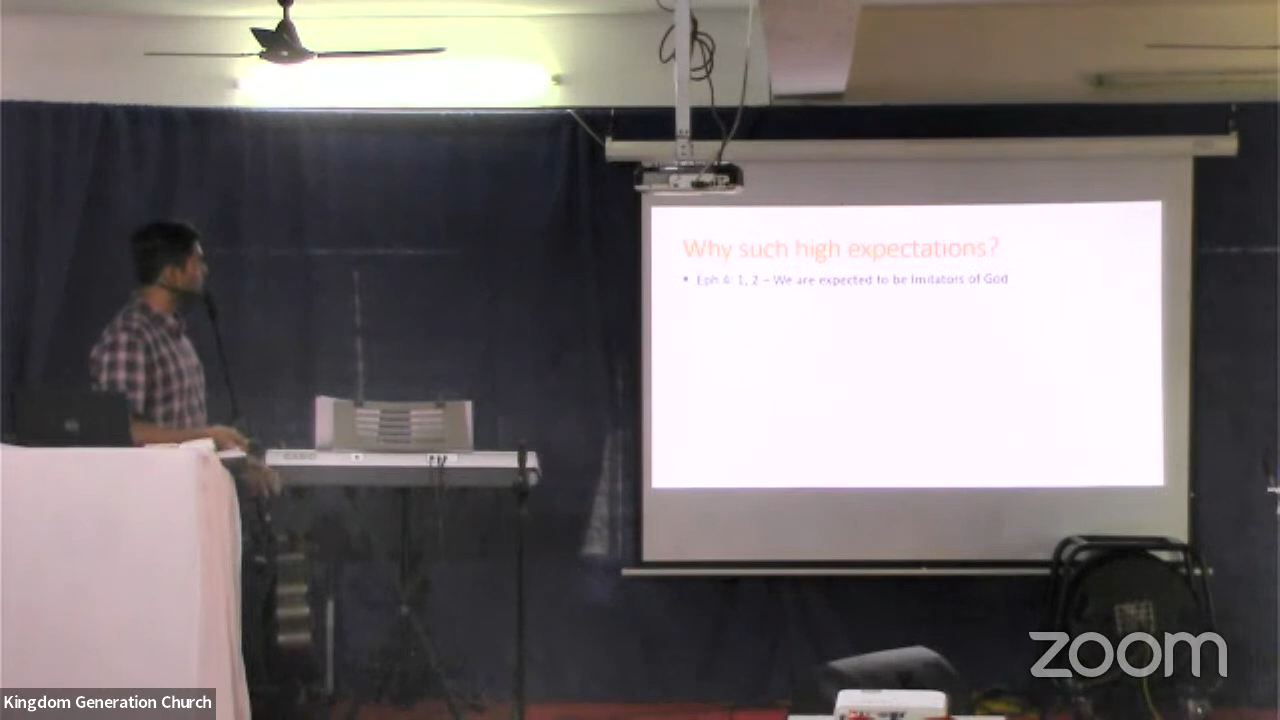 Why such high expectations?
• Eph 4: 1, 2 – We are expected to be Imitators of God
CASIO
zoom
Kingdom Generation Church